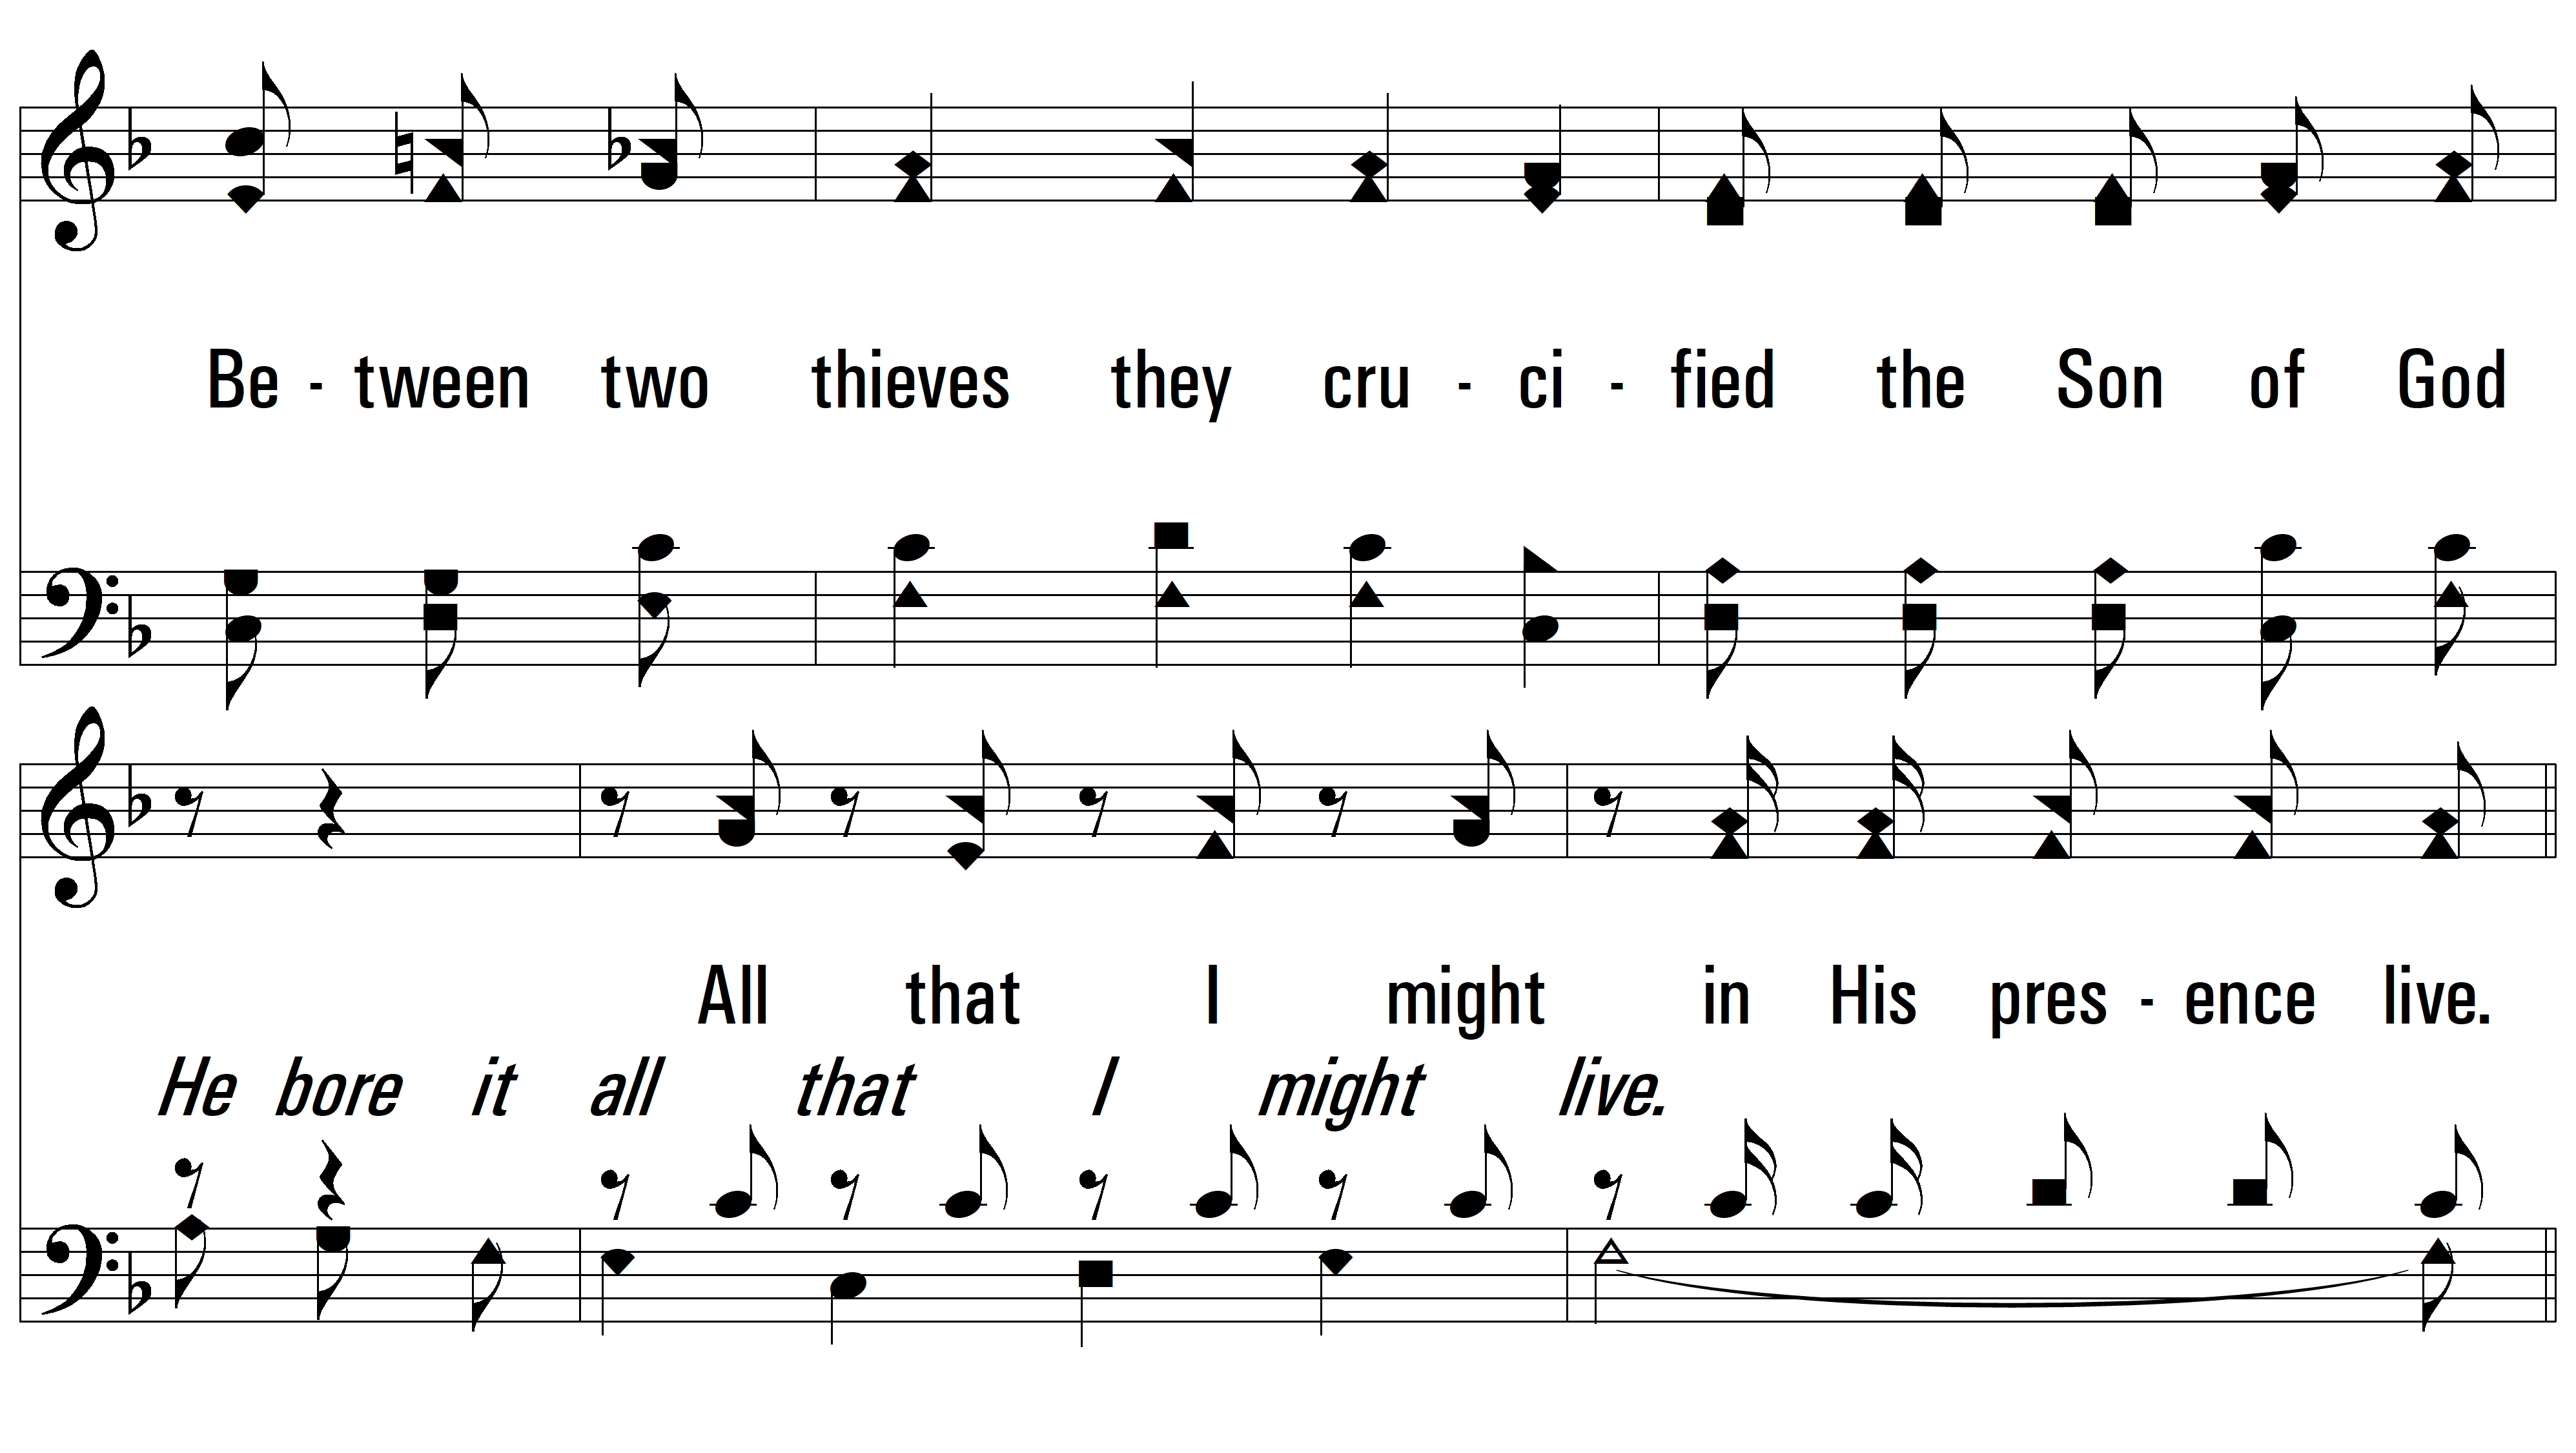 Be - tween two thieves they cru - ci - fied the Son of God
All that I might in His pres - ence live.
He bore it all that I might live.